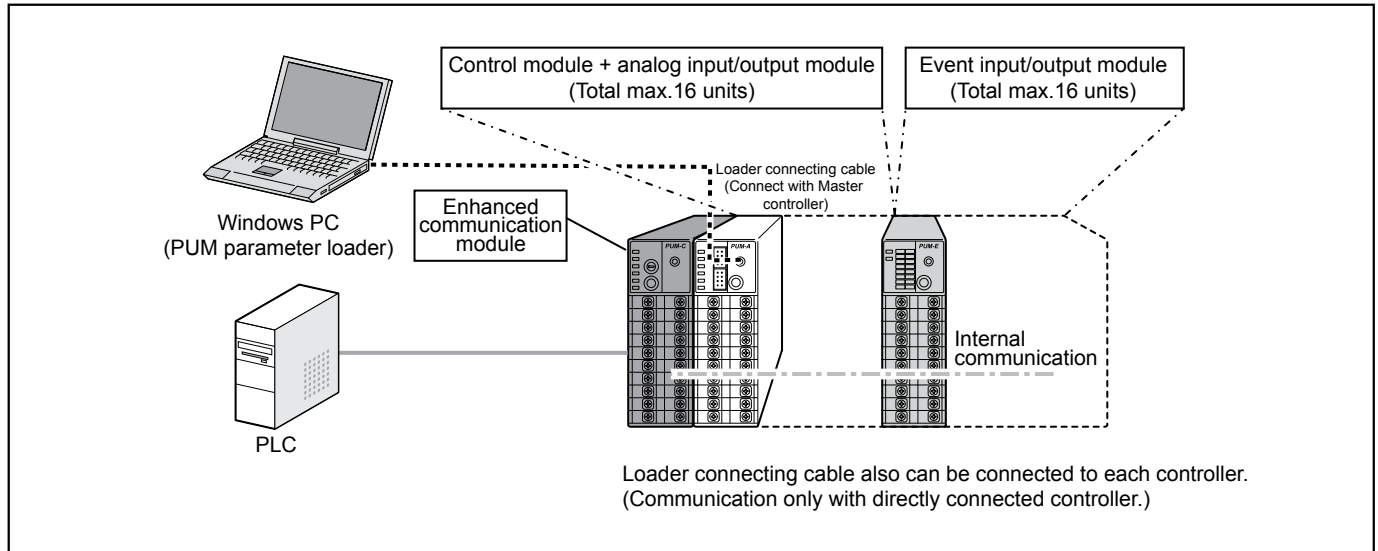 Control module + analog input/output module
(Total max.16 units)
Event input/output module
(Total max.16 units)
Loader connecting cable
(Connect with Master
controller)
Windows PC
(PUM parameter loader)
Enhanced
communication
module
PUM-C
PUM-A
PUM-E
Internal
communication
PLC
Loader connecting cable also can be connected to each controller.
(Communication only with directly connected controller.)